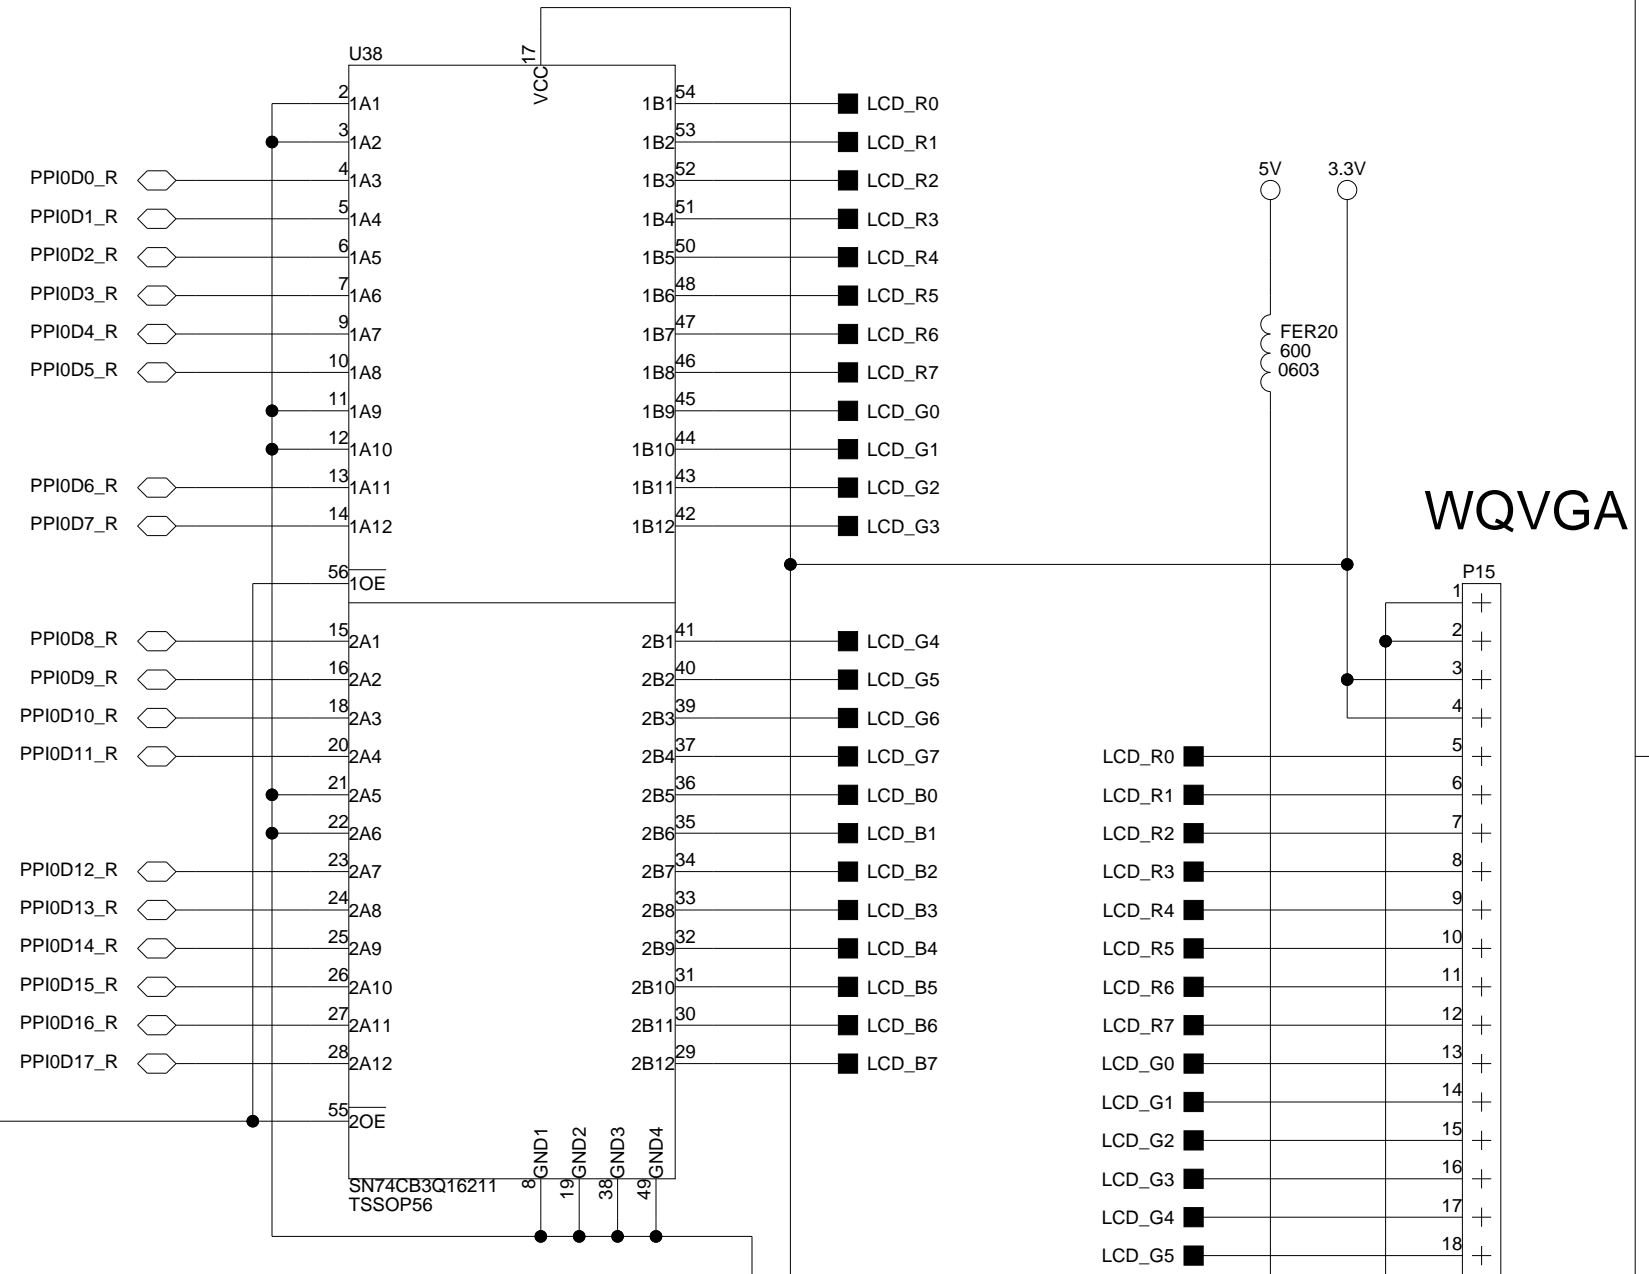 U38
17
VCC
2 1A1 1B1 54 LCD_R0
3 1A2 1B2 53 LCD_R1
PPI0D0_R 4 1A3 1B3 52 LCD_R2
PPI0D1_R 5 1A4 1B4 51 LCD_R3
PPI0D2_R 6 1A5 1B5 50 LCD_R4
PPI0D3_R 7 1A6 1B6 48 LCD_R5
PPI0D4_R 9 1A7 1B7 47 LCD_R6
PPI0D5_R 10 1A8 1B8 46 LCD_R7
11 1A9 1B9 45 LCD_G0
12 1A10 1B10 44 LCD_G1
PPI0D6_R 13 1A11 1B11 43 LCD_G2
PPI0D7_R 14 1A12 1B12 42 LCD_G3
56 1OE
PPI0D8_R 15 2A1 2B1 41 LCD_G4
PPI0D9_R 16 2A2 2B2 40 LCD_G5
PPI0D10_R 18 2A3 2B3 39 LCD_G6
PPI0D11_R 20 2A4 2B4 37 LCD_G7
21 2A5 2B5 36 LCD_B0
22 2A6 2B6 35 LCD_B1
PPI0D12_R 23 2A7 2B7 34 LCD_B2
PPI0D13_R 24 2A8 2B8 33 LCD_B3
PPI0D14_R 25 2A9 2B9 32 LCD_B4
PPI0D15_R 26 2A10 2B10 31 LCD_B5
PPI0D16_R 27 2A11 2B11 30 LCD_B6
PPI0D17_R 28 2A12 2B12 29 LCD_B7
55 2OE
GND1 GND2 GND3 GND4
8 19 38 49
SN74CB3Q16211
TSSOP56
5V 3.3V
FER20
600
0603
WQVGA
P15
1
2
3
4
LCD_R0 5
LCD_R1 6
LCD_R2 7
LCD_R3 8
LCD_R4 9
LCD_R5 10
LCD_R6 11
LCD_R7 12
LCD_G0 13
LCD_G1 14
LCD_G2 15
LCD_G3 16
LCD_G4 17
LCD_G5 18